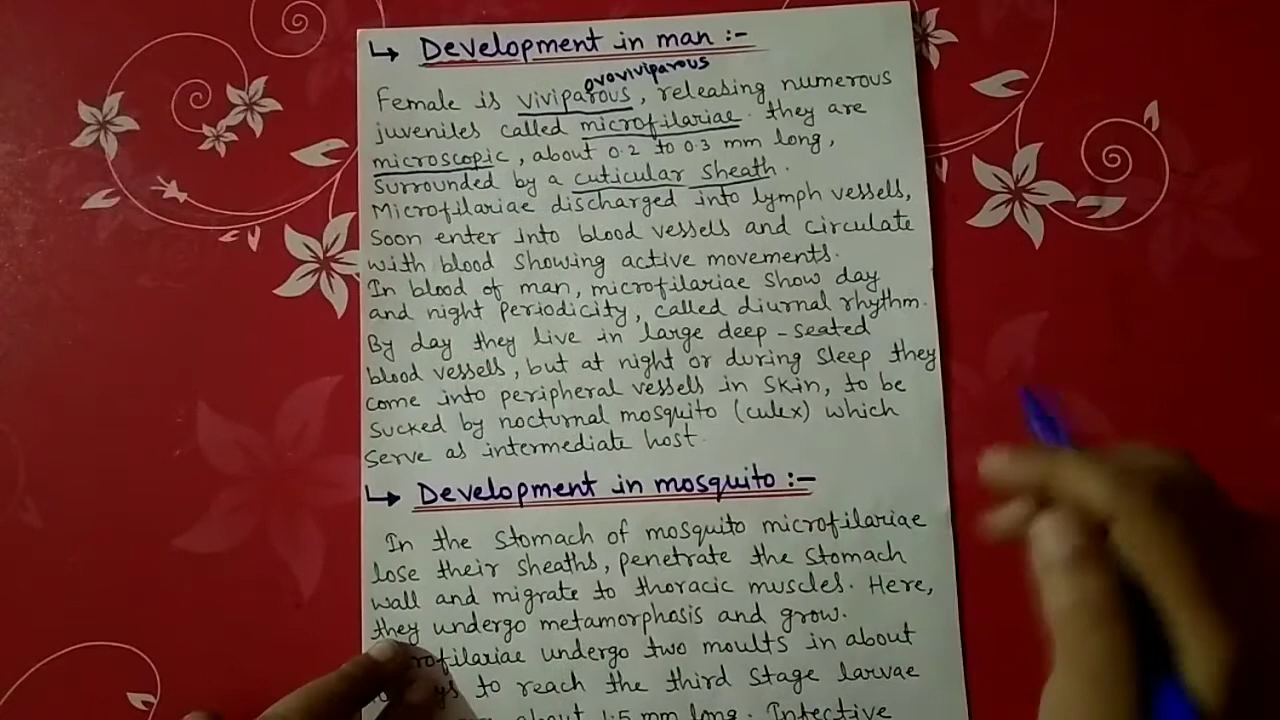 ↳ Development in man :-
ovoviviparous
Female is viviparous, releasing numerous
juveniles called microfilariae. they are
microscopic, about 0.2 to 0.3 mm long,
surrounded by a cuticular sheath.
Microfilariae discharged into lymph vessels,
soon enter into blood vessels and circulate
with blood showing active movements.
In blood of man, microfilariae show day
and night periodicity, called diurnal rhythm.
By day they live in large deep-seated
blood vessels, but at night or during sleep they
come into peripheral vessels in skin, to be
sucked by nocturnal mosquito (culex) which
serve as intermediate host.
↳ Development in mosquito :-
In the stomach of mosquito microfilariae
lose their sheaths, penetrate the stomach
wall and migrate to thoracic muscles. Here,
they undergo metamorphosis and grow.
rofilariae undergo two moults in about
ys to reach the third stage larvae
about 1.5 mm long. Infective